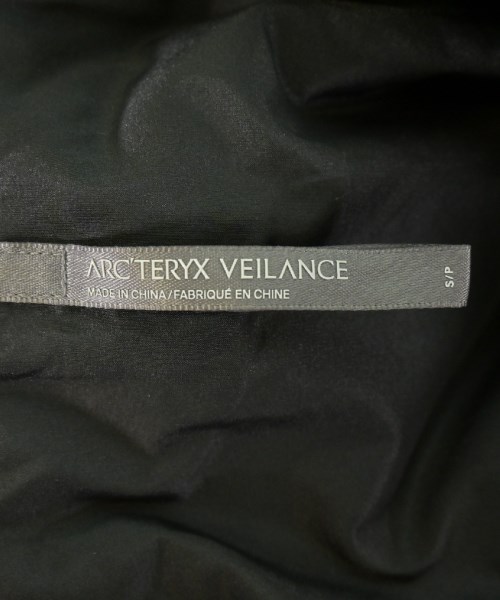 ARC'TERYX VEILANCE
MADE IN CHINA/FABRIQUÉ EN CHINE
S/P